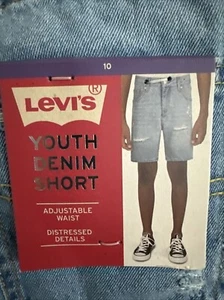 10
LEVI'S®
YOUTH
DENIM
SHORT
ADJUSTABLE
WAIST
DISTRESSED
DETAILS